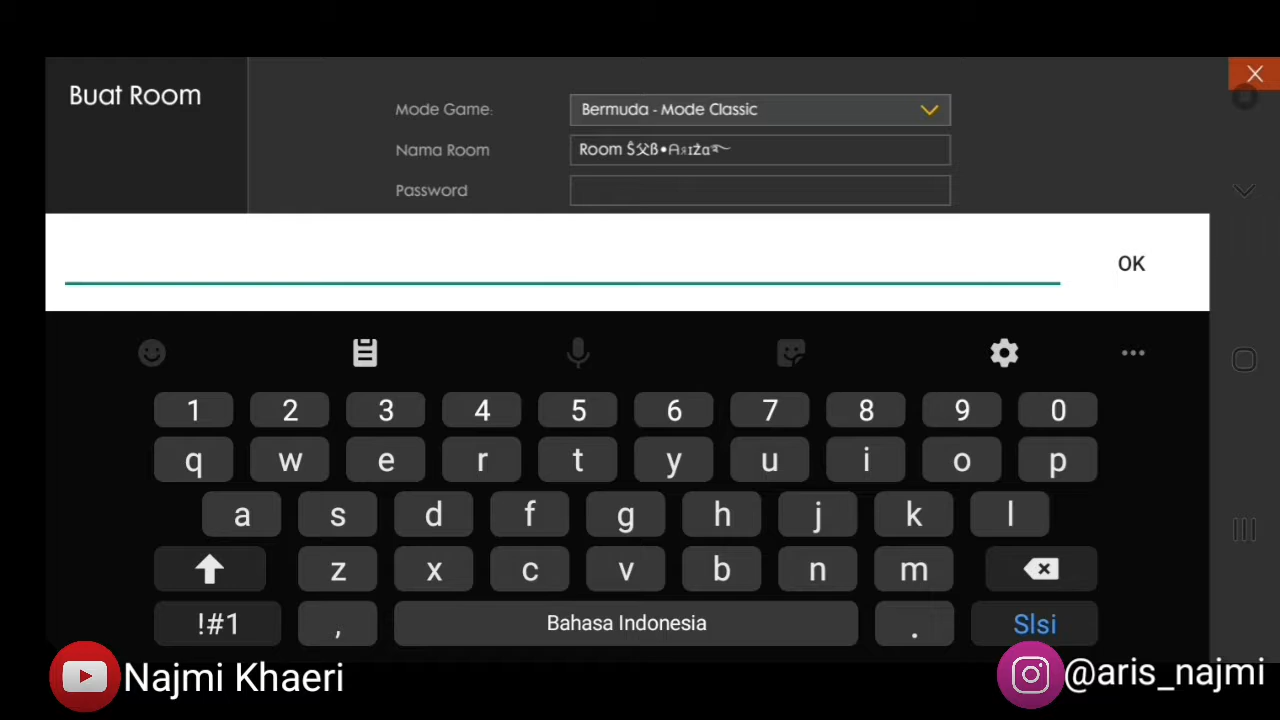 Buat Room
Mode Game:
Bermuda - Mode Classic
Nama Room
Room
Password
OK
1 2 3 4 5 6 7 8 9 0
q w e r t y u i o p
a s d f g h j k l
z x c v b n m
!#1 , Bahasa Indonesia . Slsi
Najmi Khaeri
@aris_najmi